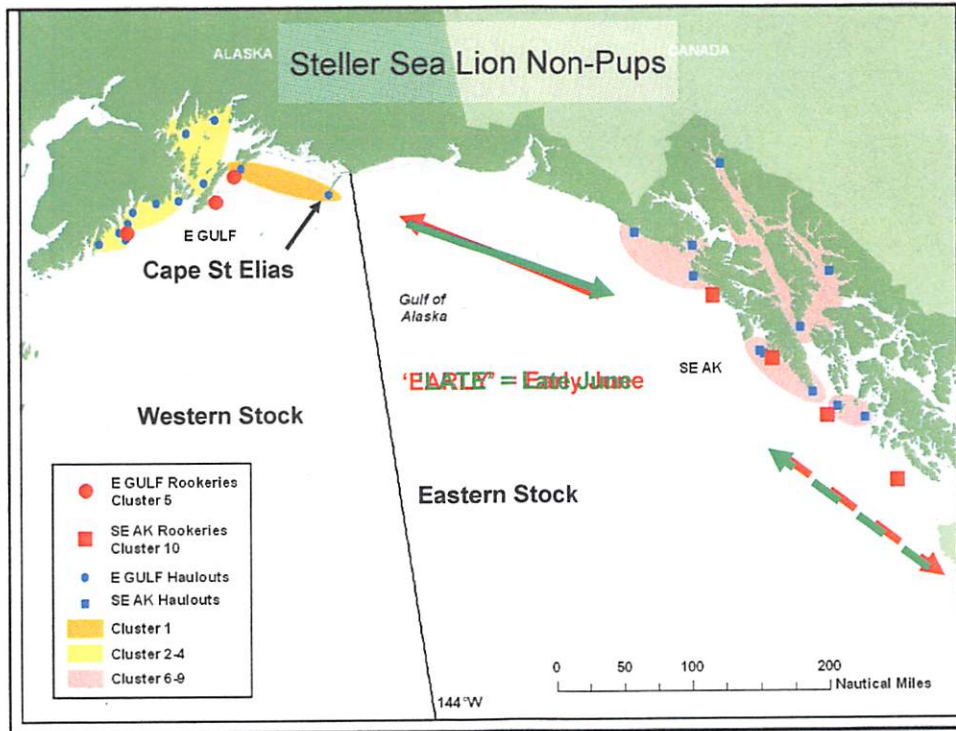 ALASKA
CANADA
Steller Sea Lion Non-Pups
E GULF
Cape St Elias
Gulf of
Alaska
SE AK
Western Stock
Eastern Stock
E GULF Rookeries
Cluster 5
SE AK Rookeries
Cluster 10
E GULF Haulouts
SE AK Haulouts
Cluster 1
Cluster 2-4
Cluster 6-9
0 50 100 200
Nautical Miles
144°W